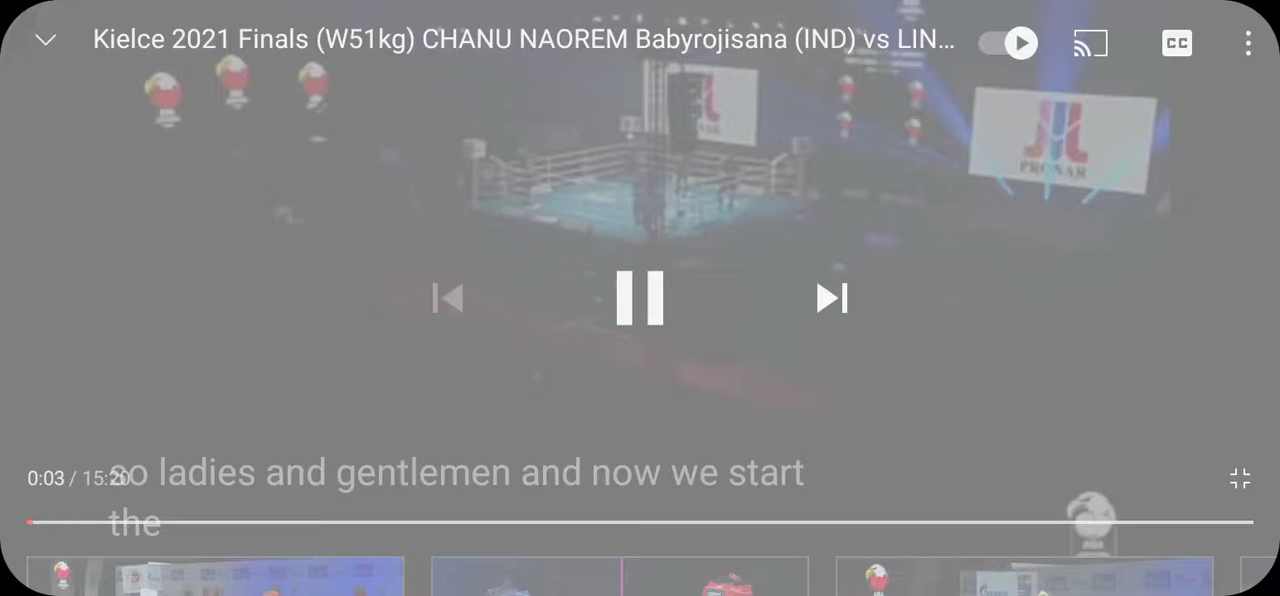 Kielce 2021 Finals (W51kg) CHANU NAOREM Babyrojisana (IND) vs LIN...
CC
PRONAR
0:03 / 15:20
so ladies and gentlemen and now we start
the